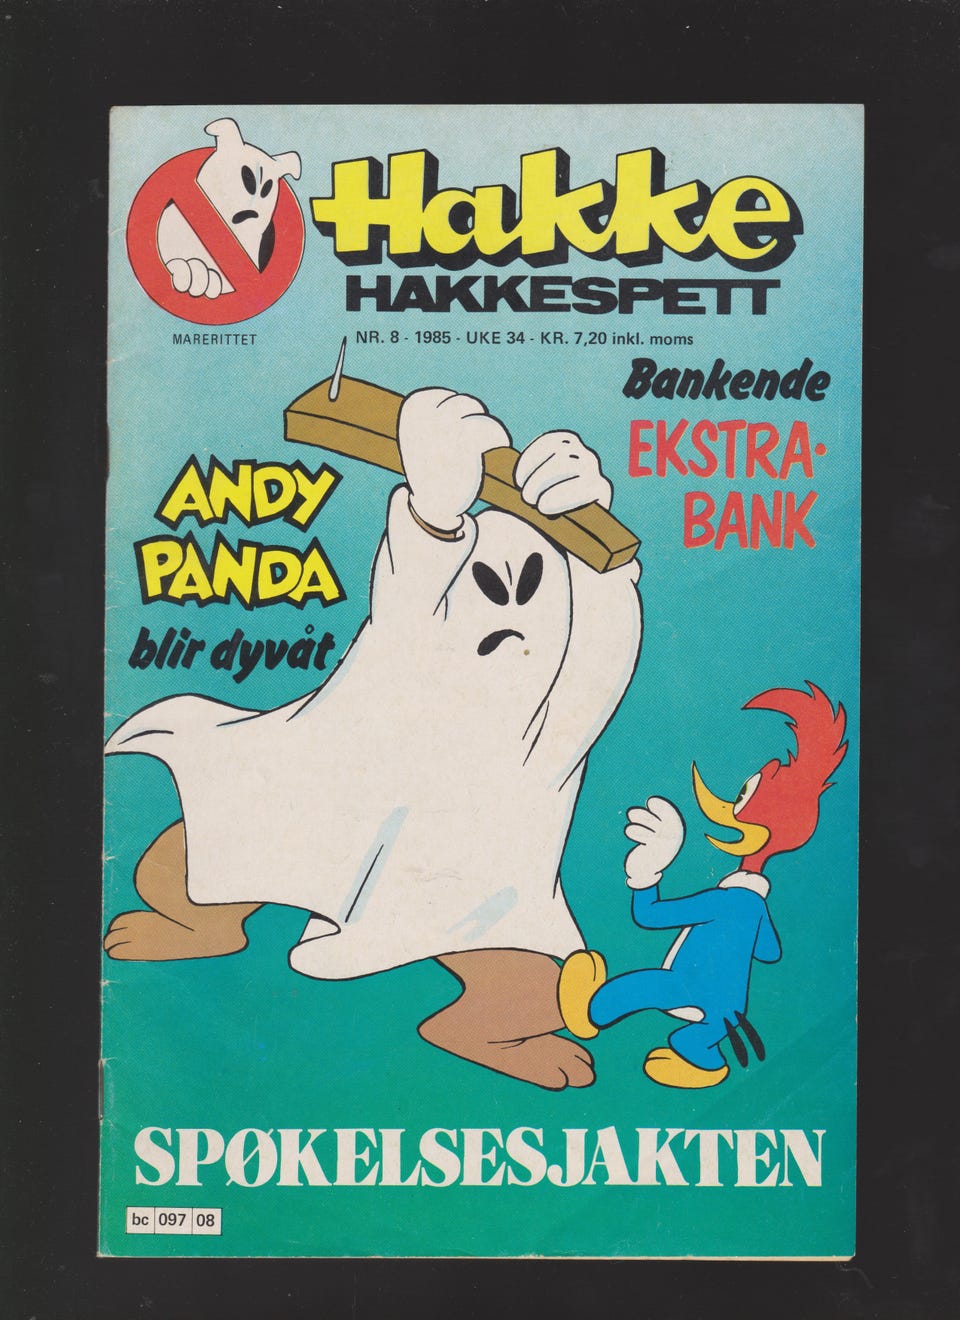 Hakke
HAKKESPETT
MARERITTET
NR. 8 - 1985 - UKE 34 - KR. 7,20 inkl. moms
Bankende
EKSTRA-
BANK
ANDY
PANDA
blir dyvåt
SPØKELSESJAKTEN
bc 097 08